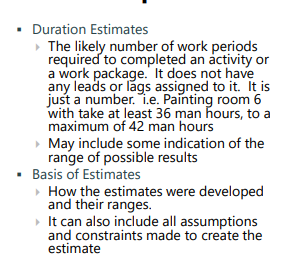 Duration Estimates
The likely number of work periods
required to completed an activity or
a work package. It does not have
any leads or lags assigned to it. It is
just a number. i.e. Painting room 6
with take at least 36 man hours, to a
maximum of 42 man hours
May include some indication of the
range of possible results
Basis of Estimates
How the estimates were developed
and their ranges.
It can also include all assumptions
and constraints made to create the
estimate